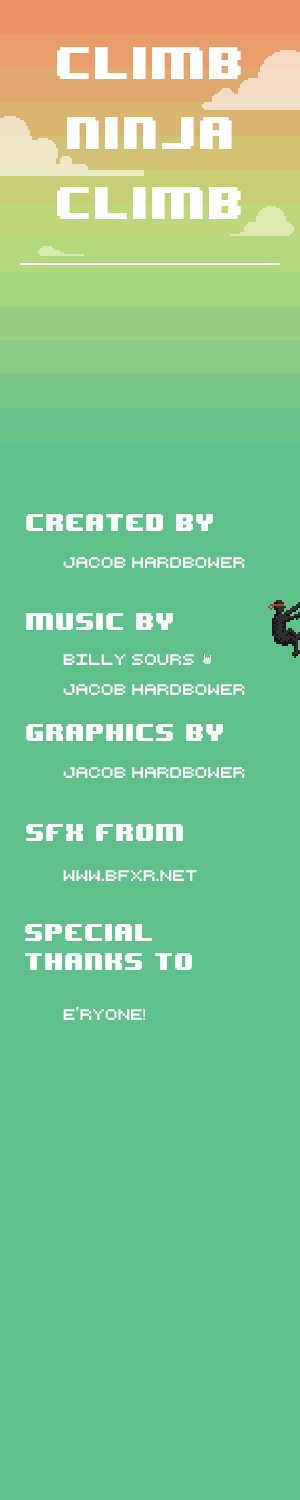 CLIMB
NINJA
CLIMB
CREATED BY
JACOB HARDBOWER
MUSIC BY
BILLY SOURS
JACOB HARDBOWER
GRAPHICS BY
JACOB HARDBOWER
SFX FROM
WWW.BFXR.NET
SPECIAL
THANKS TO
E'RYONE!